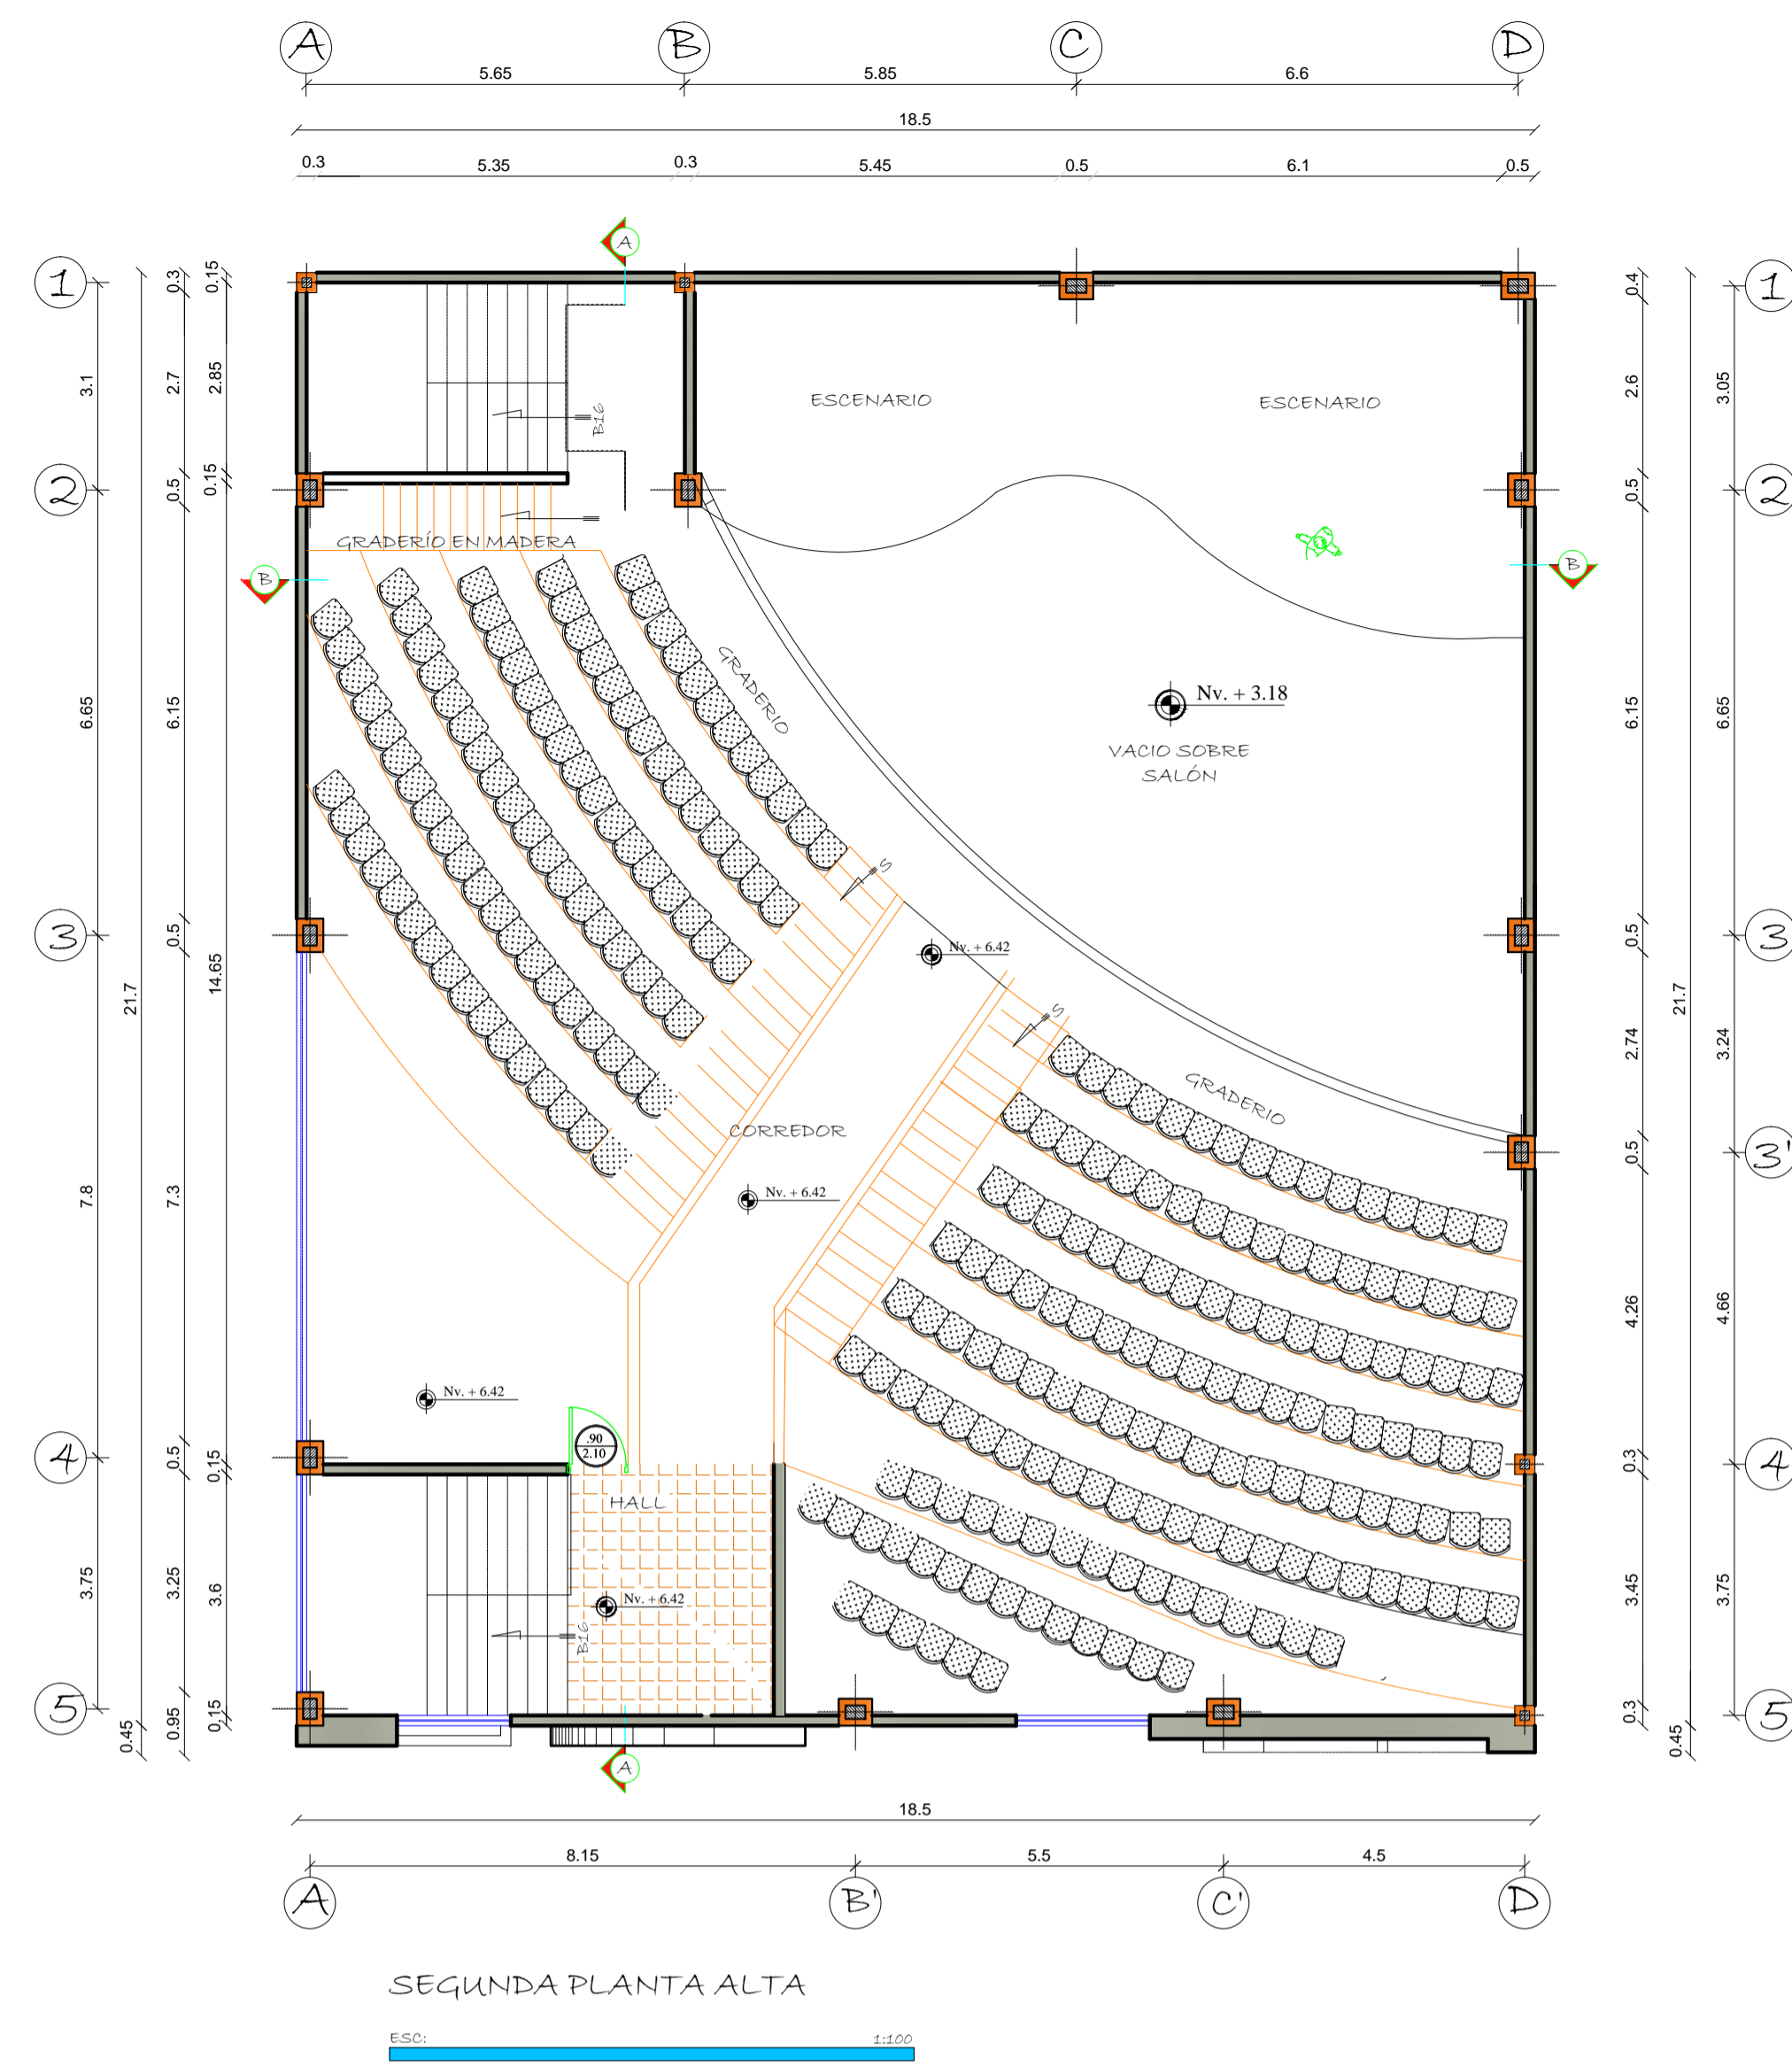 A B C D
5.65 5.85 6.6
18.5
0.3 5.35 0.3 5.45 0.5 6.1 0.5
A
1 1
0.3 0.15 0.4
3.1 2.7 2.85 2.6 3.05
ESCENARIO ESCENARIO
B16
2 2
0.5 0.15 0.5
GRADERÍO EN MADERA
B B
GRADERIO
Nv. + 3.18
VACIO SOBRE
SALÓN
6.65 6.15 6.15 6.65
S
3 3
0.5 0.5
Nv. + 6.42
21.7 14.65 21.7
S
2.74 3.24
GRADERIO
CORREDOR
3'
0.5
7.8 7.3
Nv. + 6.42
4.26 4.66
Nv. + 6.42
.90
2.10
4 4
0.5 0.15 0.3
HALL
3.75 3.25 3.6 3.45 3.75
Nv. + 6.42
B16
5 5
0.45 0.95 0.15 0.3 0.45
A
18.5
8.15 5.5 4.5
A B' C' D
SEGUNDA PLANTA ALTA
ESC: 1:100